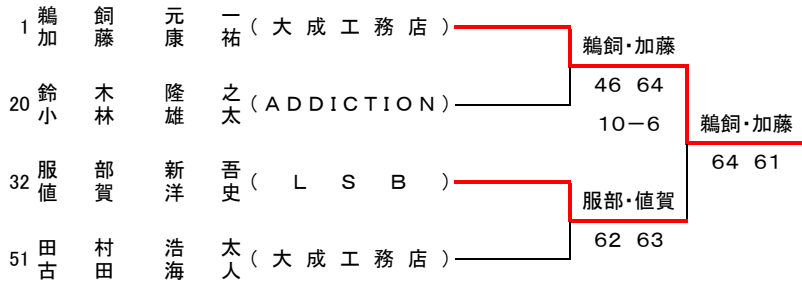 1 鵜飼元一 (大成工務店)
加藤康祐
鵜飼・加藤
20 鈴木隆之 (ADDICTION)
小林雄太
46 64
10－6
鵜飼・加藤
64 61
32 服部新吾 (LSB)
値賀洋史
服部・値賀
62 63
51 田村浩太 (大成工務店)
古田海人